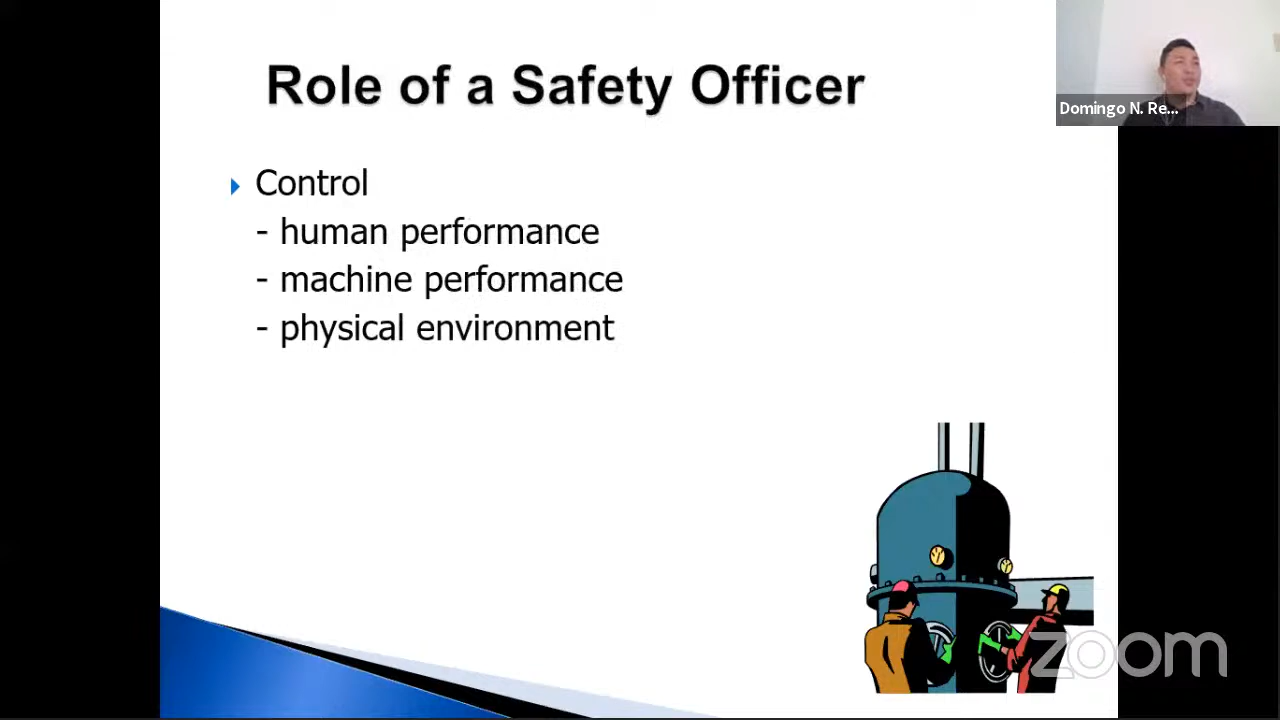 Role of a Safety Officer
Domingo N. Re...
Control
- human performance
- machine performance
- physical environment
zoom